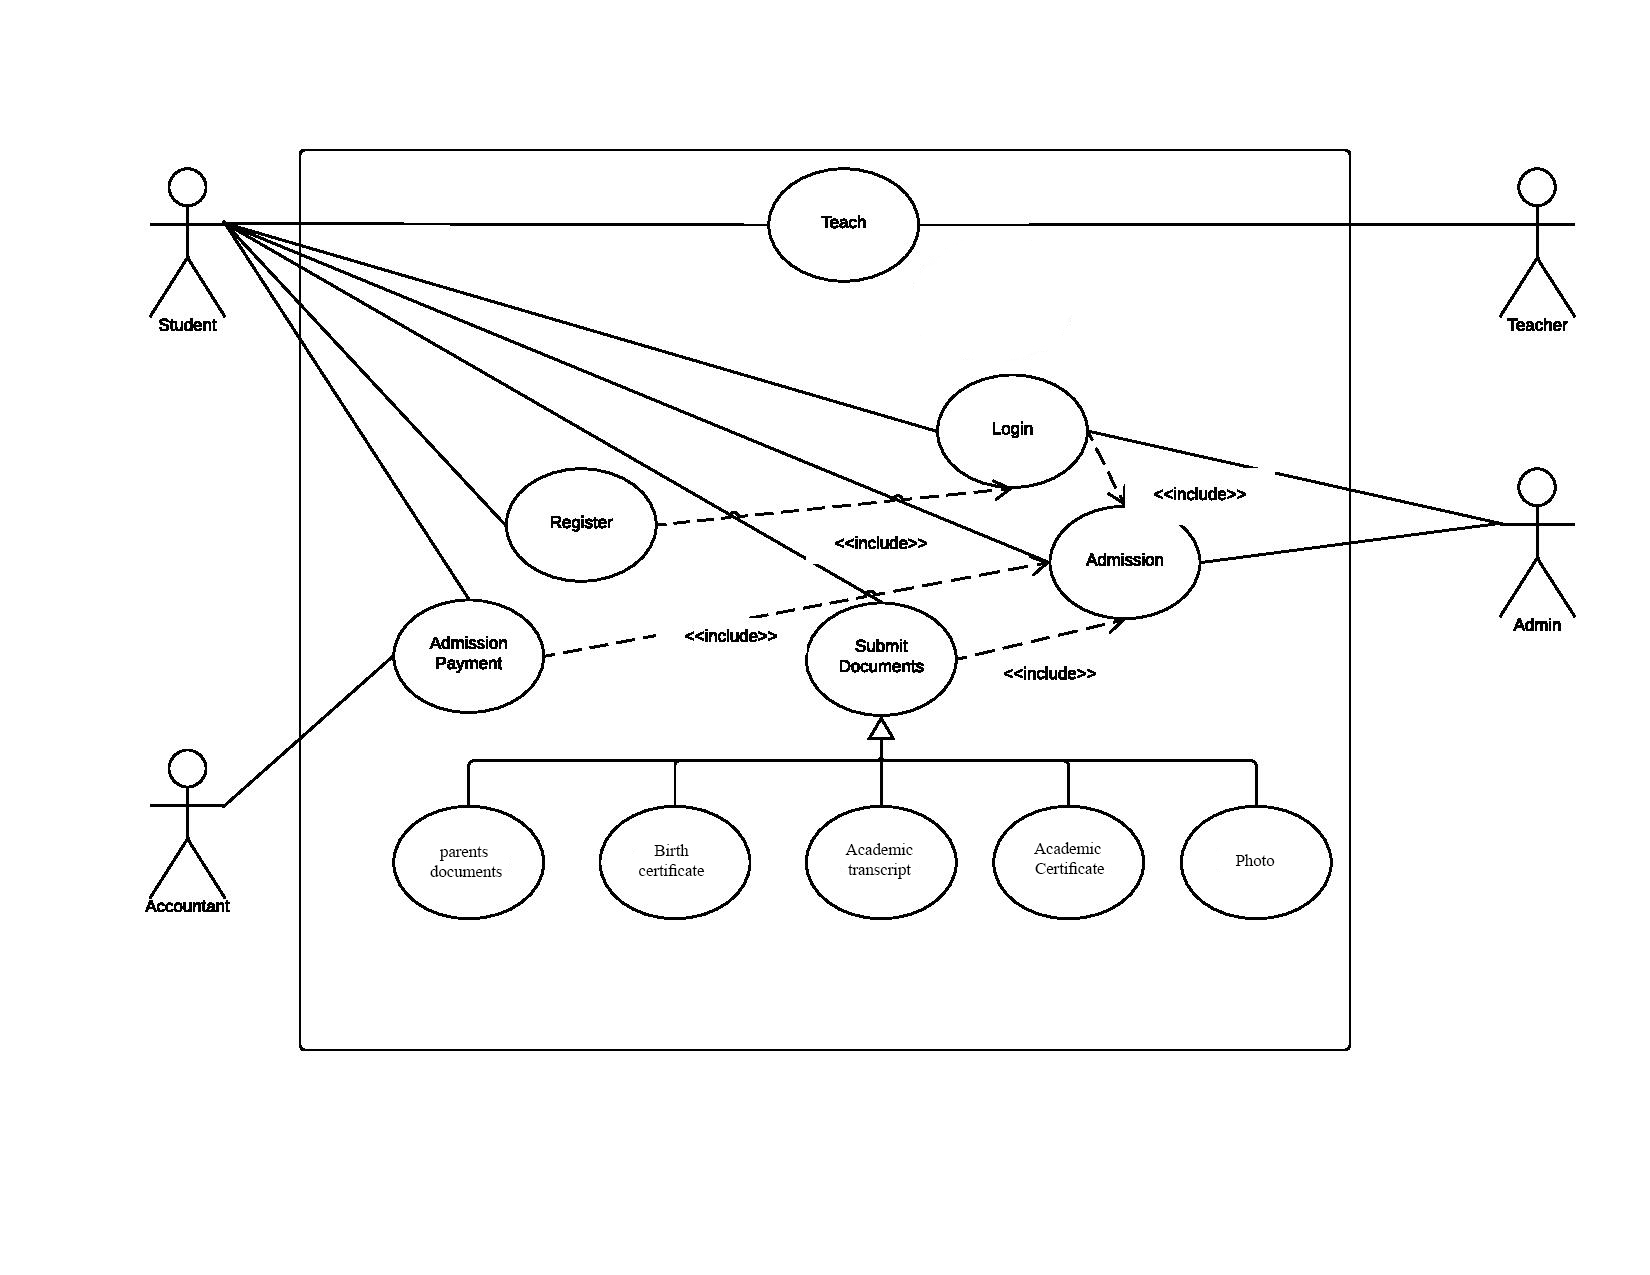 Teach
Student
Teacher
Login
<<include>>
Register
<<include>>
Admission
Admin
Admission
Payment
<<include>>
Submit
Documents
<<include>>
parents
documents
Birth
certificate
Academic
transcript
Academic
Certificate
Photo
Accountant